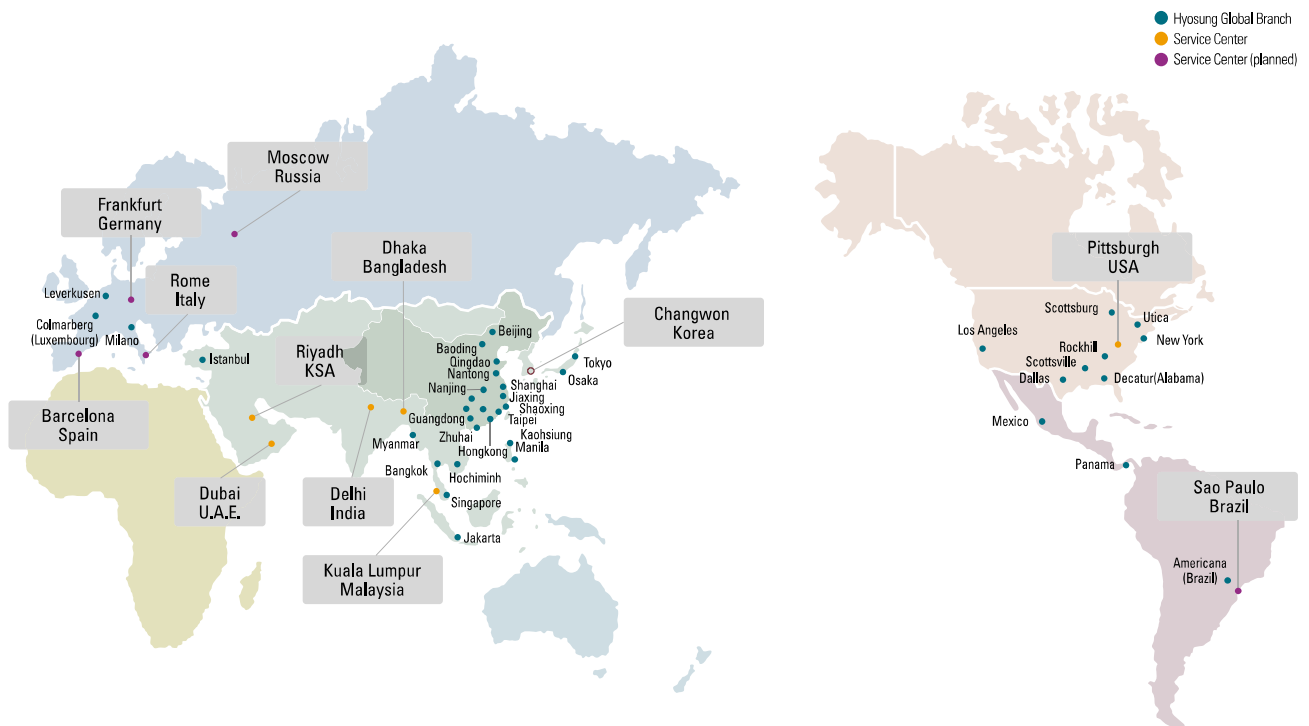 Hyosung Global Branch
Service Center
Service Center (planned)
Moscow
Russia
Frankfurt
Germany
Dhaka
Bangladesh
Rome
Italy
Leverkusen
Colmarberg
(Luxembourg)
Milano
Istanbul
Riyadh
KSA
Barcelona
Spain
Dubai
U.A.E.
Delhi
India
Kuala Lumpur
Malaysia
Changwon
Korea
Beijing
Baoding
Qingdao
Nantong
Nanjing
Shanghai
Jiaxing
Shaoxing
Guangdong
Taipei
Zhuhai
Hongkong
Kaohsiung
Manila
Myanmar
Bangkok
Hochiminh
Singapore
Jakarta
Tokyo
Osaka
Pittsburgh
USA
Scottsburg
Utica
New York
Los Angeles
Rockhill
Scottsville
Dallas
Decatur(Alabama)
Mexico
Panama
Sao Paulo
Brazil
Americana
(Brazil)